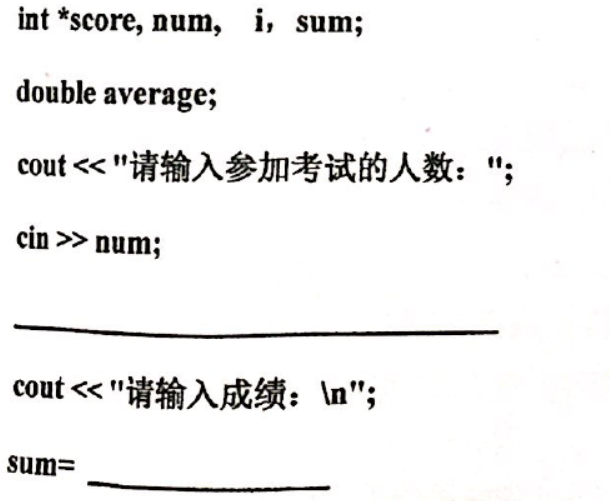 int *score, num, i，sum;
double average;
cout << "请输入参加考试的人数：";
cin >> num;
cout << "请输入成绩：\n";
sum=